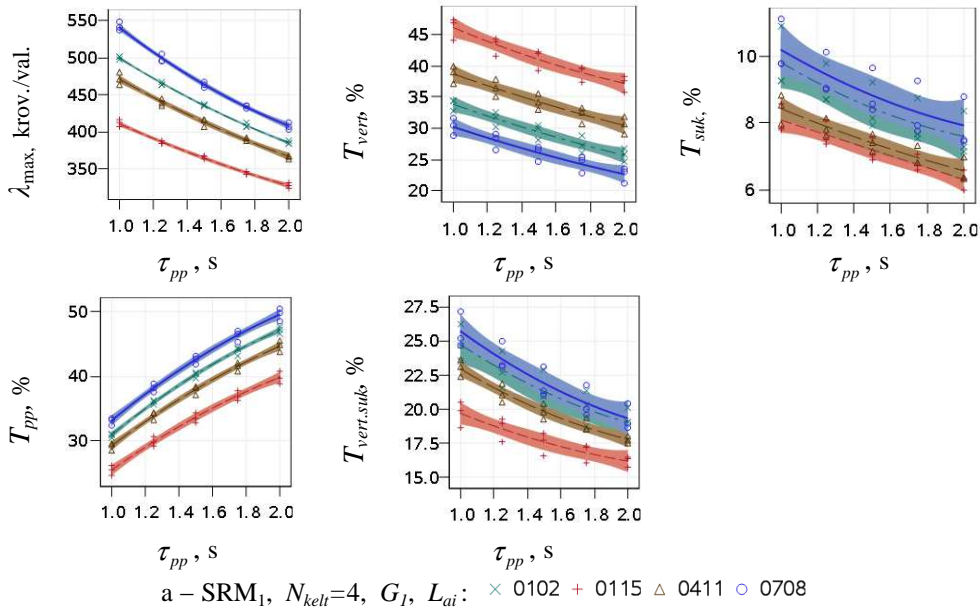 λmax, krov./val.
550
500
450
400
350
1.0 1.2 1.4 1.6 1.8 2.0
τpp , s
Tverb, %
45
40
35
30
25
20
1.0 1.2 1.4 1.6 1.8 2.0
τpp , s
Tsuk, %
10
8
6
1.0 1.2 1.4 1.6 1.8 2.0
τpp , s
Tpp, %
50
40
30
1.0 1.2 1.4 1.6 1.8 2.0
τpp , s
Tvert.suk, %
27.5
25.0
22.5
20.0
17.5
15.0
1.0 1.2 1.4 1.6 1.8 2.0
τpp , s
a – SRM1, Nkelt=4, G1, Lai: × 0102 + 0115 △ 0411 ○ 0708